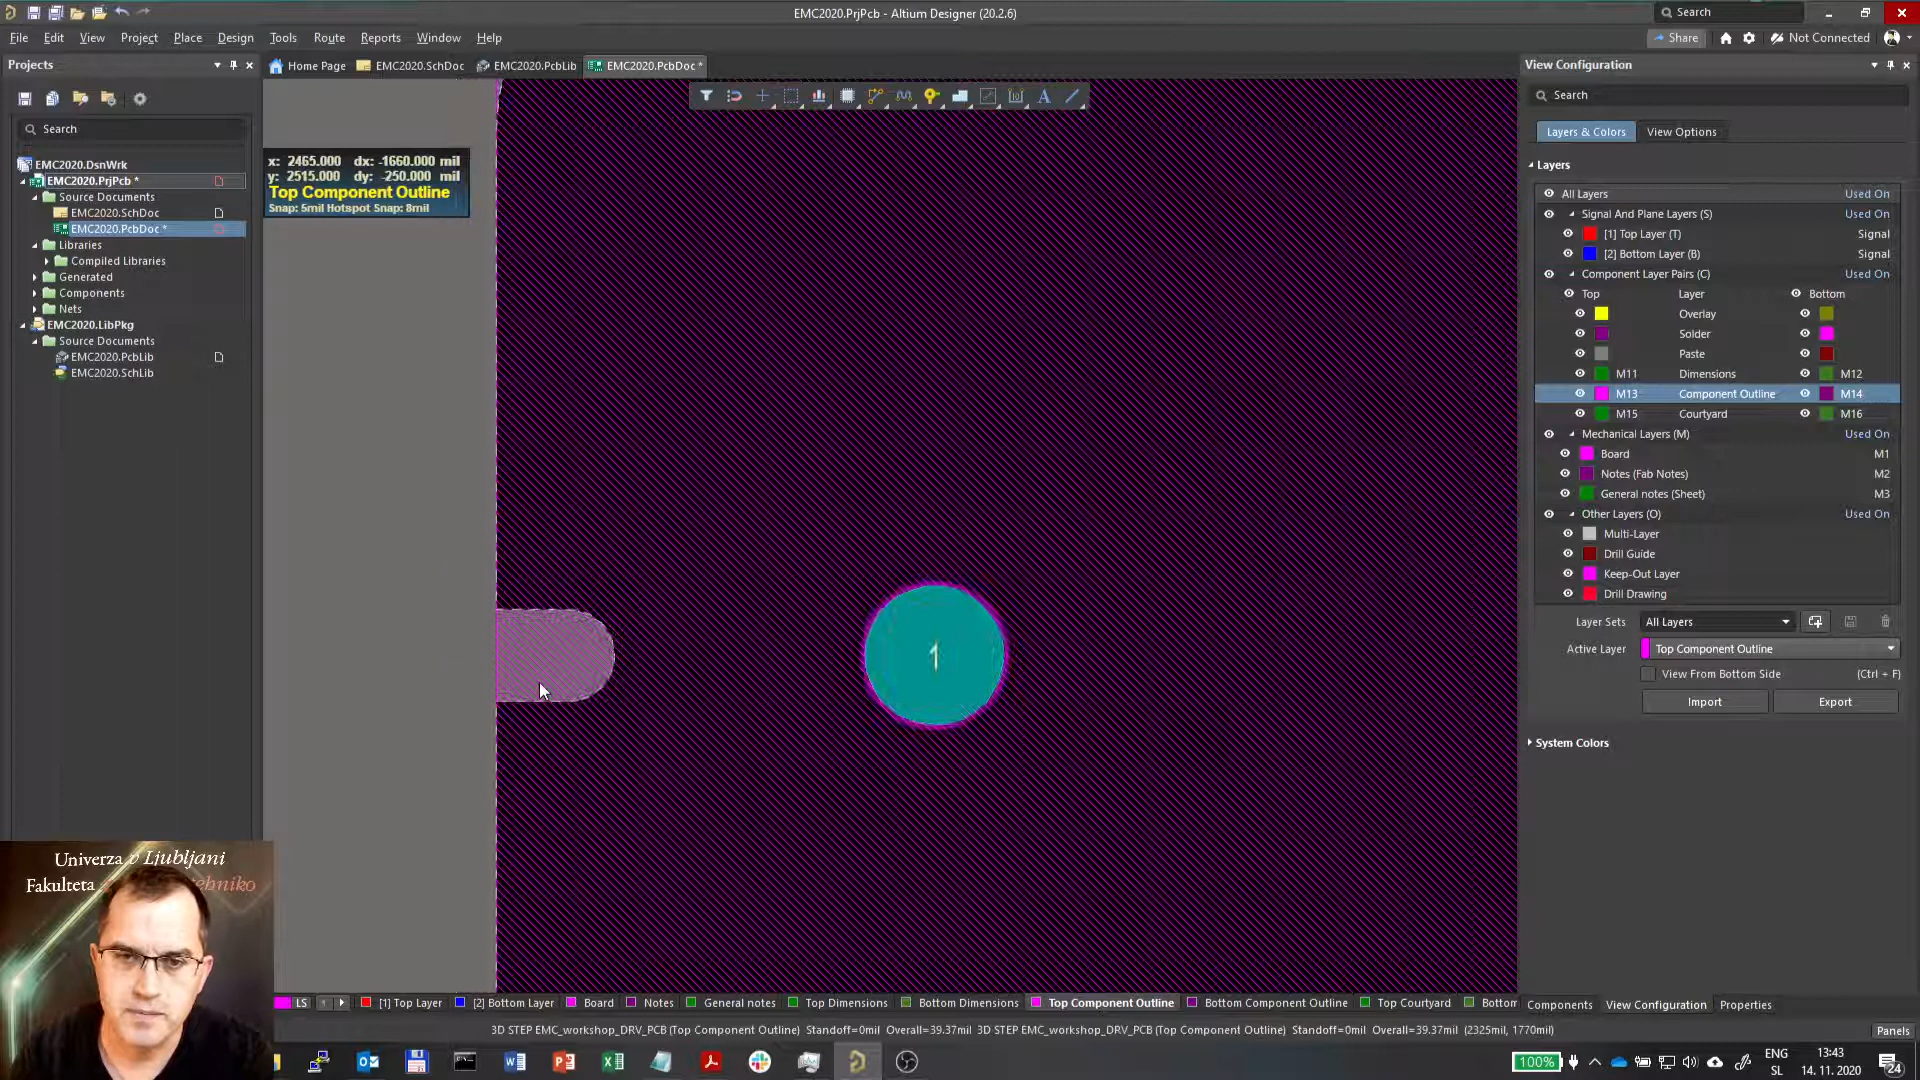 EMC2020.PrjPcb - Altium Designer (20.2.6)
Search
File Edit View Project Place Design Tools Route Reports Window Help
Share
Not Connected
Projects
Home Page
EMC2020.SchDoc
EMC2020.PcbLib
EMC2020.PcbDoc *
View Configuration
Search
Search
Layers & Colors
View Options
EMC2020.DsnWrk
EMC2020.PrjPcb *
Source Documents
EMC2020.SchDoc
EMC2020.PcbDoc *
Libraries
Compiled Libraries
Generated
Components
Nets
EMC2020.LibPkg
Source Documents
EMC2020.PcbLib
EMC2020.SchLib
x: 2465.000 dx: -1660.000 mil
y: 2515.000 dy: -250.000 mil
Top Component Outline
Snap: 5mil Hotspot Snap: 8mil
1
Layers
All Layers Used On
Signal And Plane Layers (S) Used On
[1] Top Layer (T) Signal
[2] Bottom Layer (B) Signal
Component Layer Pairs (C) Used On
Top Layer Bottom
Overlay
Solder
Paste
M11 Dimensions M12
M13 Component Outline M14
M15 Courtyard M16
Mechanical Layers (M) Used On
Board M1
Notes (Fab Notes) M2
General notes (Sheet) M3
Other Layers (O) Used On
Multi-Layer
Drill Guide
Keep-Out Layer
Drill Drawing
Layer Sets All Layers
Active Layer Top Component Outline
View From Bottom Side (Ctrl + F)
Import Export
System Colors
Univerza v Ljubljani
Fakulteta
LS [1] Top Layer [2] Bottom Layer Board Notes General notes Top Dimensions Bottom Dimensions Top Component Outline Bottom Component Outline Top Courtyard Bottom
Components View Configuration Properties
3D STEP EMC_workshop_DRV_PCB (Top Component Outline) Standoff=0mil Overall=39.37mil 3D STEP EMC_workshop_DRV_PCB (Top Component Outline) Standoff=0mil Overall=39.37mil (2325mil, 1770mil)
Panels
100%
ENG
SL
13:43
14. 11. 2020
24